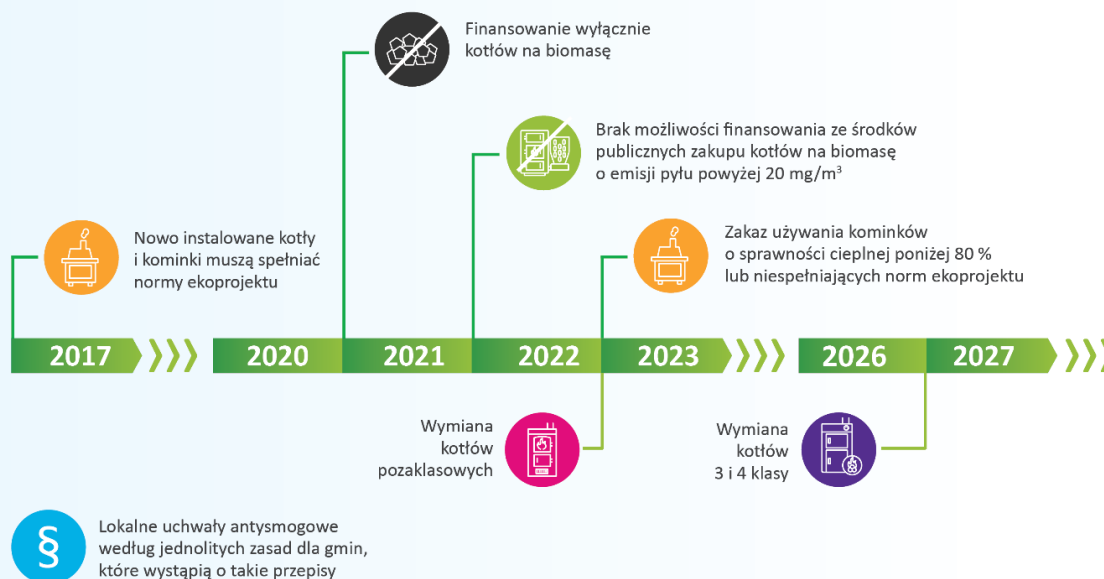 Finansowanie wyłącznie
kotłów na biomasę
Brak możliwości finansowania ze środków
publicznych zakupu kotłów na biomasę
o emisji pyłu powyżej 20 mg/m³
Nowo instalowane kotły
i kominki muszą spełniać
normy ekoprojektu
Zakaz używania kominków
o sprawności cieplnej poniżej 80 %
lub niespełniających norm ekoprojektu
2017
2020
2021
2022
2023
2026
2027
Wymiana
kotłów
pozaklasowych
Wymiana
kotłów
3 i 4 klasy
§
Lokalne uchwały antysmogowe
według jednolitych zasad dla gmin,
które wystąpią o takie przepisy